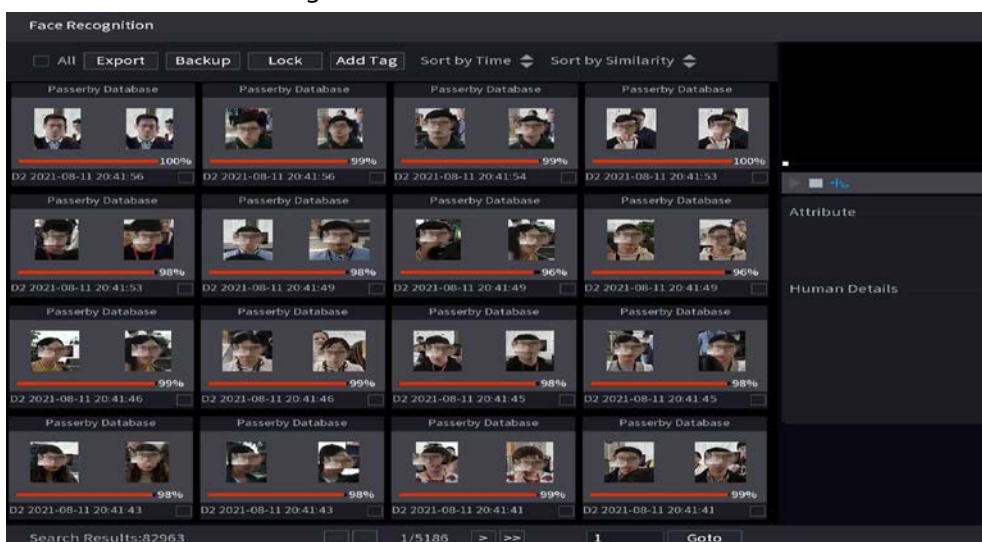 Face Recognition
All Export Backup Lock Add Tag Sort by Time Sort by Similarity
Passerby Database Passerby Database Passerby Database Passerby Database
100% 99% 99% 100%
D2 2021-08-11 20:41:56 D2 2021-08-11 20:41:56 D2 2021-08-11 20:41:54 D2 2021-08-11 20:41:53
Passerby Database Passerby Database Passerby Database Passerby Database
98% 98% 96% 96%
D2 2021-08-11 20:41:53 D2 2021-08-11 20:41:49 D2 2021-08-11 20:41:49 D2 2021-08-11 20:41:49
Passerby Database Passerby Database Passerby Database Passerby Database
99% 99% 98% 98%
D2 2021-08-11 20:41:46 D2 2021-08-11 20:41:46 D2 2021-08-11 20:41:45 D2 2021-08-11 20:41:45
Passerby Database Passerby Database Passerby Database Passerby Database
98% 98% 99% 99%
D2 2021-08-11 20:41:43 D2 2021-08-11 20:41:43 D2 2021-08-11 20:41:41 D2 2021-08-11 20:41:41
Search Results:82963 1/5186 > >> 1 Goto
Attribute
Human Details